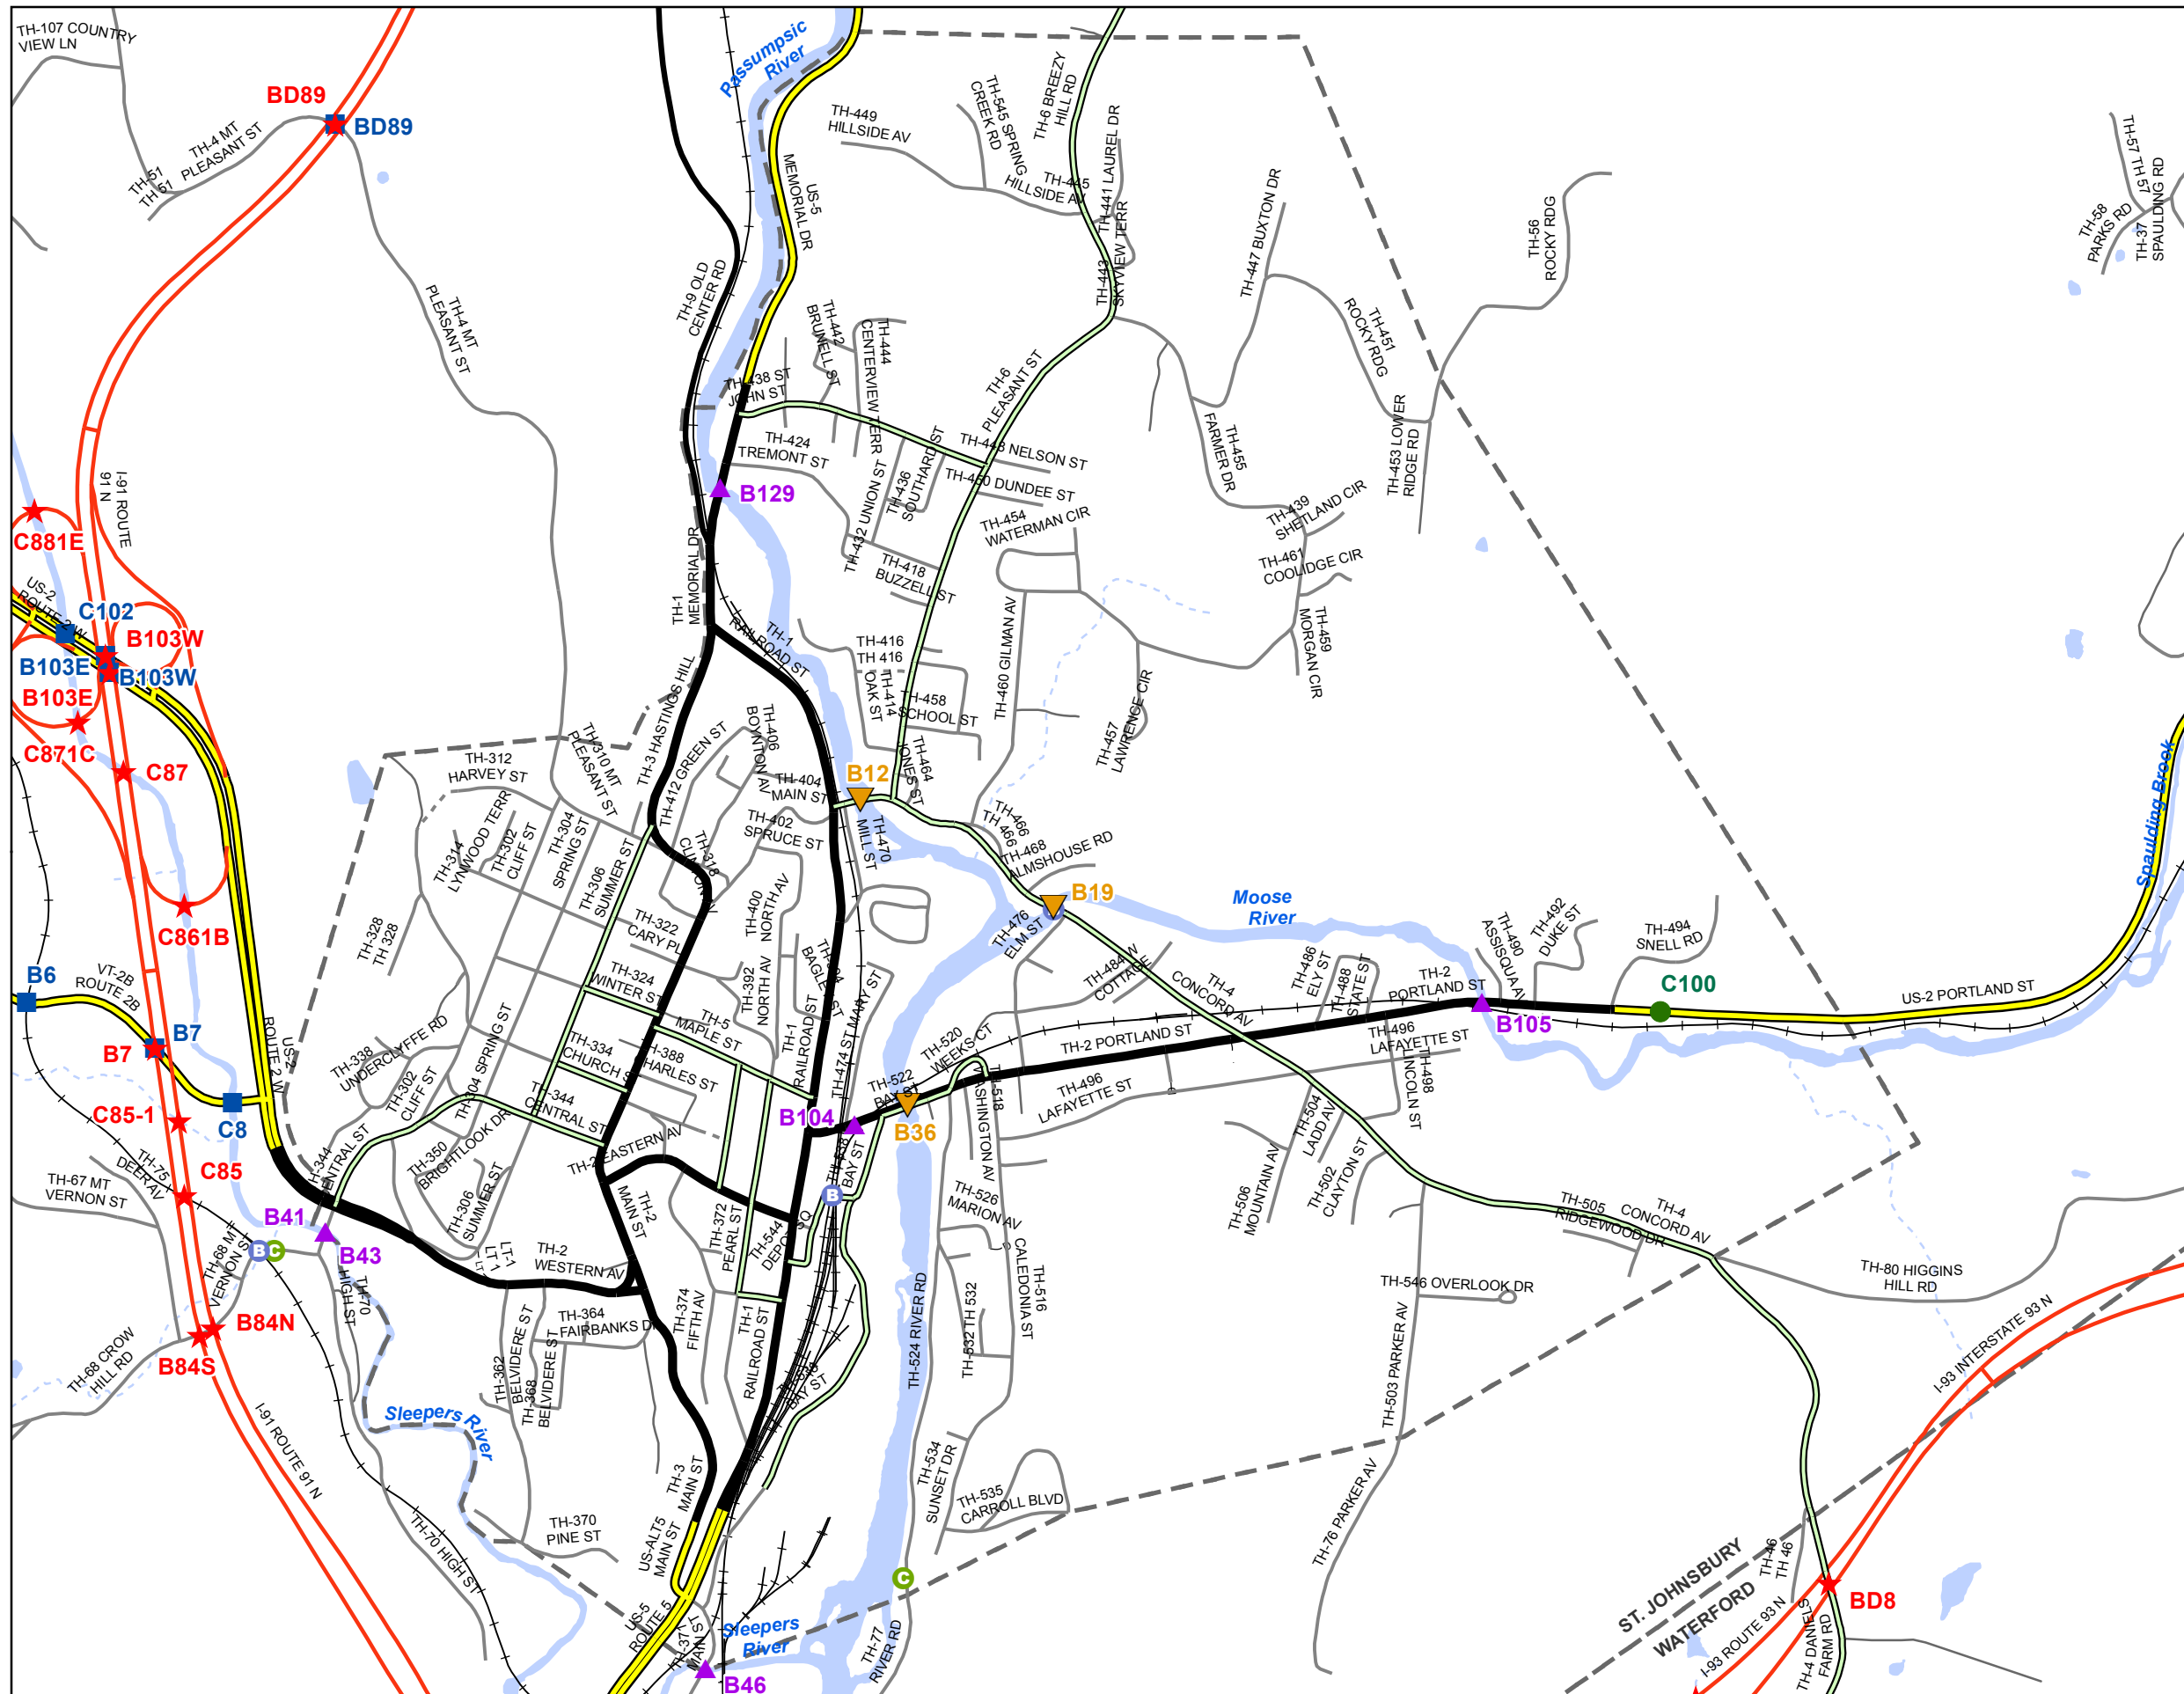 TH-107 COUNTRY
VIEW LN
BD89
BD89
TH-4 MT
PLEASANT ST
TH-51
TH 51
Passumpsic
River
TH-449
HILLSIDE AV
TH-545 SPRING
CREEK RD
TH-6 BREEZY
HILL RD
TH-445
HILLSIDE AV
TH-441 LAUREL DR
TH-443
SKYVIEW TERR
TH-447 BUXTON DR
TH-56
ROCKY RDG
TH-57 TH 57
TH-58
PARKS RD
TH-37
SPAULDING RD
US-5
MEMORIAL DR
TH-9 OLD
CENTER RD
TH-4 MT
PLEASANT ST
TH-442
BRUNELL ST
TH-444
CENTERVIEW TERR
TH-451
ROCKY RDG
TH-6
PLEASANT ST
TH-438 ST
JOHN ST
TH-424
TREMONT ST
TH-448 NELSON ST
TH-450 DUNDEE ST
TH-436
SOUTHARD ST
TH-432 UNION ST
TH-455
FARMER DR
TH-453 LOWER
RIDGE RD
TH-454
WATERMAN CIR
TH-439
SHETLAND CIR
TH-461
COOLIDGE CIR
TH-459
MORGAN CIR
B129
I-91 ROUTE
91 N
C881E
US-2
ROUTE 2 W
C102
B103W
B103E
B103W
B103E
C871C
C87
TH-1
MEMORIAL DR
TH-1
RAILROAD ST
TH-418
BUZZELL ST
TH-416
TH 416
TH-414
OAK ST
TH-458
SCHOOL ST
TH-460 GILMAN AV
TH-457
LAWRENCE CIR
TH-3 HASTINGS HILL
TH-310 MT
PLEASANT ST
TH-312
HARVEY ST
TH-412 GREEN ST
TH-406
BOYNTON AV
TH-404
MAIN ST
B12
TH-464
JONES ST
TH-466
TH 466
TH-468
ALMSHOUSE RD
TH-402
SPRUCE ST
TH-470
MILL ST
TH-314
LYNWOOD TERR
TH-302
CLIFF ST
TH-304
SPRING ST
TH-306
SUMMER ST
TH-318
TH-322
CARY PL
TH-400
NORTH AV
TH-392
NORTH AV
B19
TH-476
ELM ST
Moose
River
Spaulding Brook
TH-328
TH 328
C861B
B6
VT-2B
ROUTE 2B
B7
B7
TH-324
WINTER ST
TH-5
MAPLE ST
TH-1
RAILROAD ST
TH-474 ST MARY ST
TH-484 W
COTTAGE
TH-4
CONCORD AV
TH-486
ELY ST
TH-488
STATE ST
TH-2
PORTLAND ST
TH-490
TH-492
DUKE ST
TH-494
SNELL RD
C100
B105
US-2 PORTLAND ST
US-2
ROUTE 2 W
TH-338
UNDERCLYFFE RD
TH-302
CLIFF ST
TH-304 SPRING ST
TH-334
CHURCH
TH-388
CHARLES ST
TH-344
CENTRAL ST
TH-520
WEEKS CT
TH-522
BAY ST
TH-2 PORTLAND ST
TH-496
LAFAYETTE ST
TH-496
LAFAYETTE ST
TH-498
LINCOLN ST
TH-518
WASHINGTON AV
C85-1
C8
C85
B104
B36
TH-504
LADD AV
TH-506
MOUNTAIN AV
TH-502
CLAYTON ST
TH-75
DEER AV
TH-67 MT
VERNON ST
TH-68 MT
VERNON ST
B41
B43
B
C
B
TH-344
CENTRAL ST
TH-350
BRIGHTLOOK DR
TH-306
SUMMER ST
TH-2 EASTERN AV
TH-2
MAIN ST
TH-538
BAY ST
TH-372
PEARL ST
TH-544
DEPOT SQ
TH-526
MARION AV
TH-516
CALEDONIA ST
TH-505
RIDGEWOOD DR
TH-4
CONCORD AV
TH-80 HIGGINS
HILL RD
TH-546 OVERLOOK DR
TH-503 PARKER AV
TH-70
HIGH ST
LT-1
LT 1
TH-2
WESTERN AV
TH-364
FAIRBANKS DR
TH-374
FIFTH AV
TH-1
RAILROAD ST
TH-524 RIVER RD
TH-532 TH 532
I-93 INTERSTATE 93 N
B84N
B84S
TH-68 CROW
HILL RD
TH-362
BELVIDERE ST
TH-368
BELVIDERE ST
BAY ST
Sleepers River
I-91 ROUTE 91 N
TH-70 HIGH ST
TH-370
PINE ST
TH-3
MAIN ST
US-ALT5
MAIN ST
TH-534
SUNSET DR
TH-535
CARROLL BLVD
TH-76 PARKER AV
C
US-5
ROUTE 5
TH-371
MAIN ST
Sleepers
River
B46
TH-77
RIVER RD
ST. JOHNSBURY
WATERFORD
TH-46
TH 46
BD8
I-93 ROUTE 93 N
TH-4 DANIELS
FARM RD